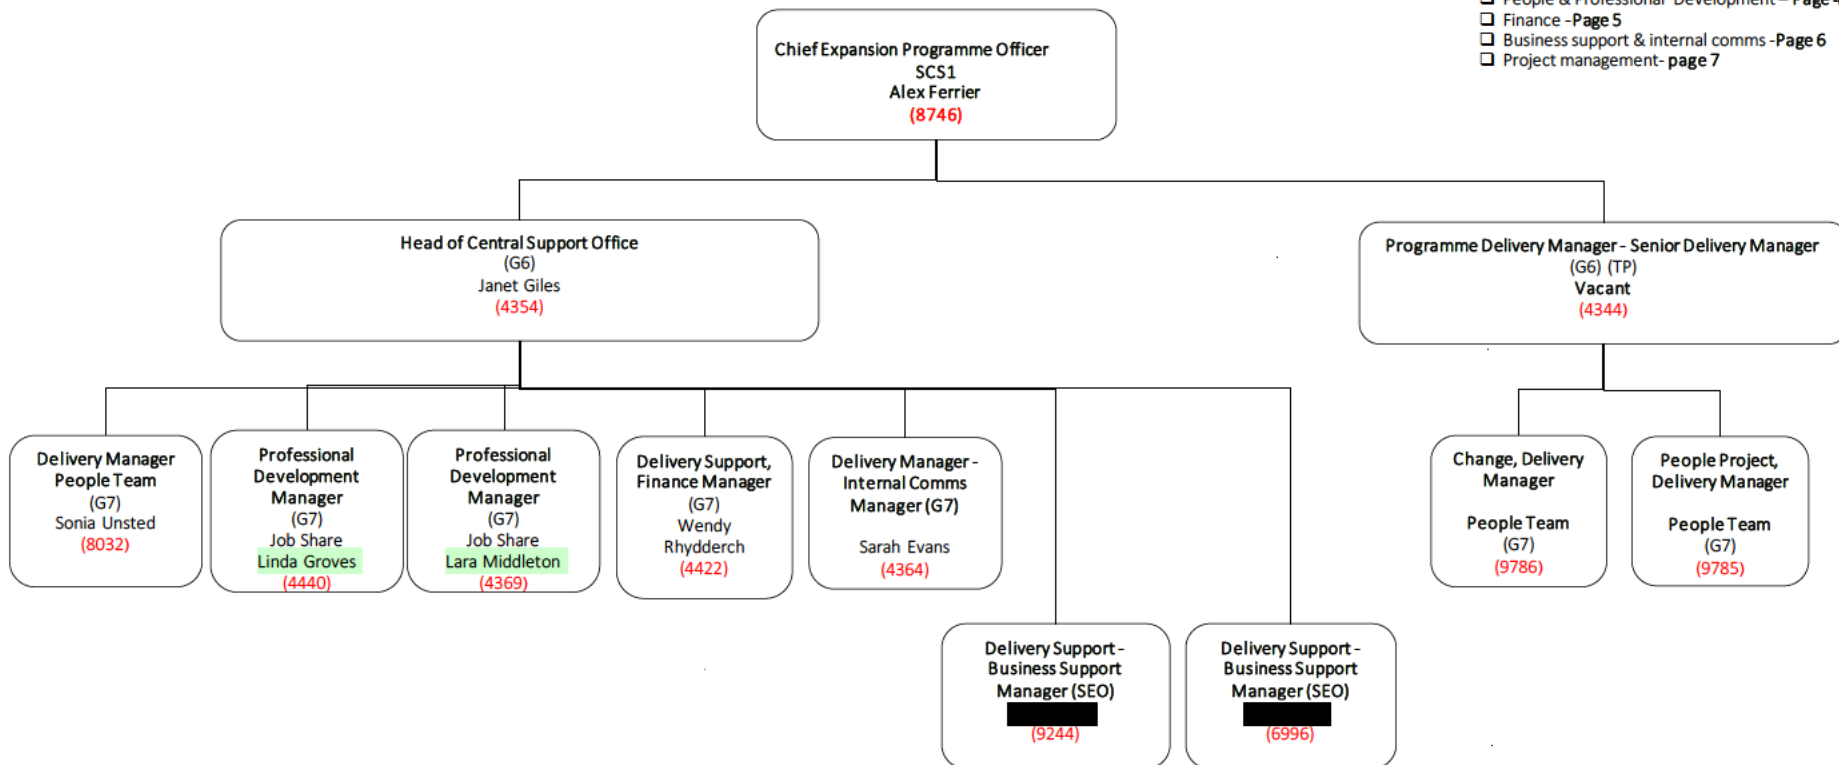 ❑ People & Professional Development – Page 4
❑ Finance -Page 5
❑ Business support & internal comms -Page 6
❑ Project management- page 7
Chief Expansion Programme Officer
SCS1
Alex Ferrier
(8746)
Head of Central Support Office
(G6)
Janet Giles
(4354)
Programme Delivery Manager - Senior Delivery Manager
(G6) (TP)
Vacant
(4344)
Delivery Manager
People Team
(G7)
Sonia Unsted
(8032)
Professional
Development
Manager
(G7)
Job Share
Linda Groves
(4440)
Professional
Development
Manager
(G7)
Job Share
Lara Middleton
(4369)
Delivery Support,
Finance Manager
(G7)
Wendy
Rhydderch
(4422)
Delivery Manager -
Internal Comms
Manager (G7)
Sarah Evans
(4364)
Change, Delivery
Manager
People Team
(G7)
(9786)
People Project,
Delivery Manager
People Team
(G7)
(9785)
Delivery Support -
Business Support
Manager (SEO)
(9244)
Delivery Support -
Business Support
Manager (SEO)
(6996)